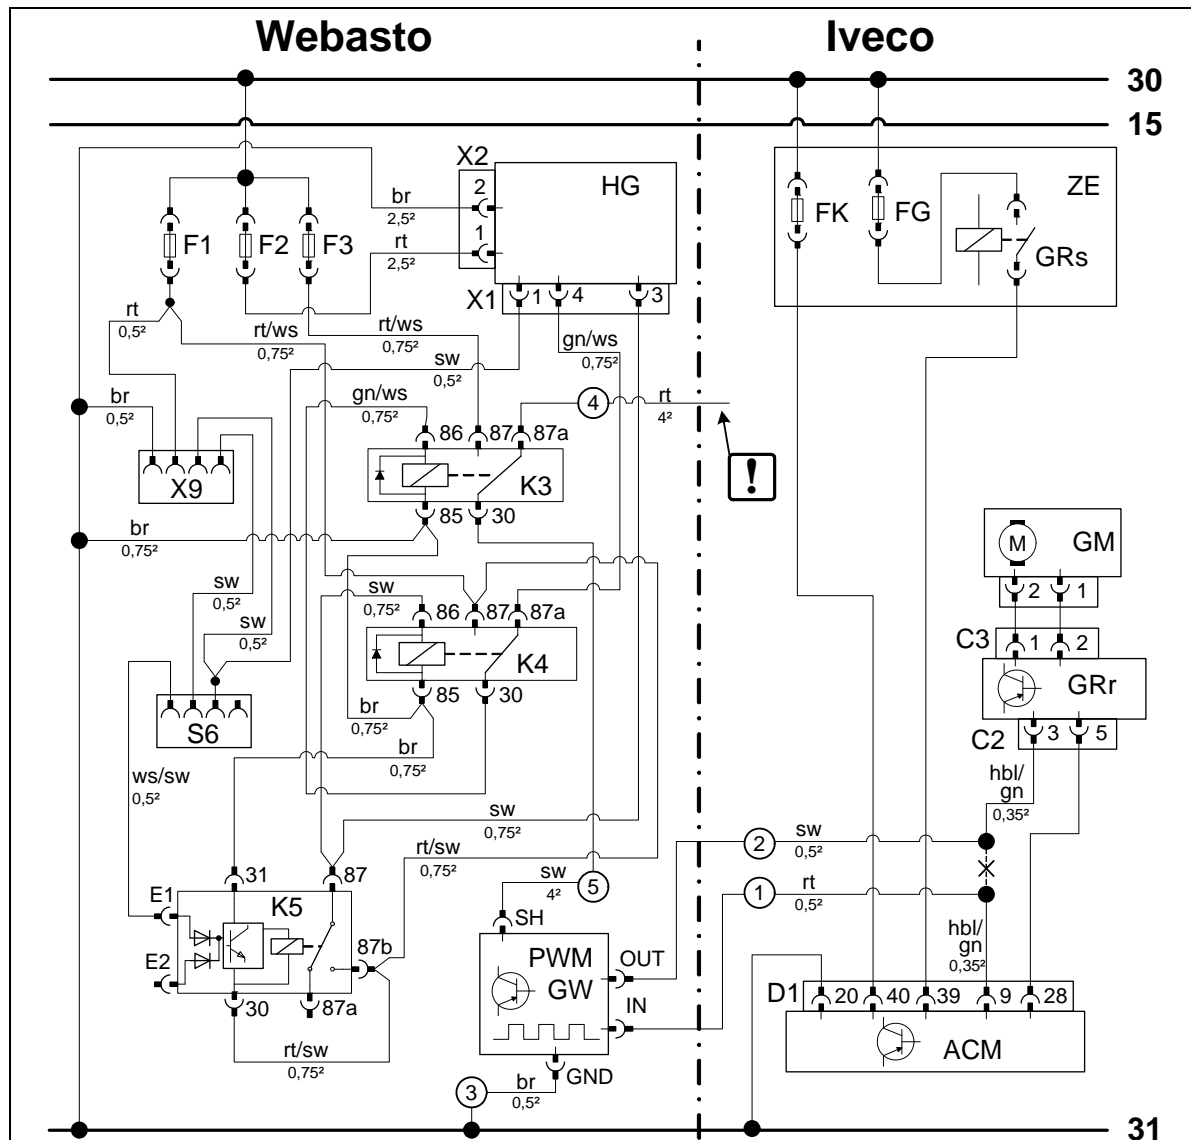 Webasto
Iveco
30
15
X2
HG
ZE
br
2,5²
2
FK
FG
F1
F2
F3
rt
2,5²
1
GRs
X1
1
4
3
rt
0,5²
rt/ws
0,75²
rt/ws
0,75²
gn/ws
0,75²
sw
0,5²
br
0,5²
gn/ws
0,75²
4
rt
4²
86
87
87a
!
X9
K3
85
30
br
0,75²
M
GM
2
1
sw
0,5²
sw
0,75²
86
87
87a
sw
0,5²
C3
1
2
K4
GRr
85
30
br
0,75²
S6
C2
3
5
br
0,75²
ws/sw
0,5²
hbl/
gn
0,35²
sw
0,75²
rt/sw
0,75²
2
sw
0,5²
31
87
sw
4²
5
1
rt
0,5²
E1
K5
SH
hbl/
gn
0,35²
87b
PWM
GW
OUT
E2
IN
D1
20
40
39
9
28
30
87a
ACM
rt/sw
0,75²
GND
3
br
0,5²
31